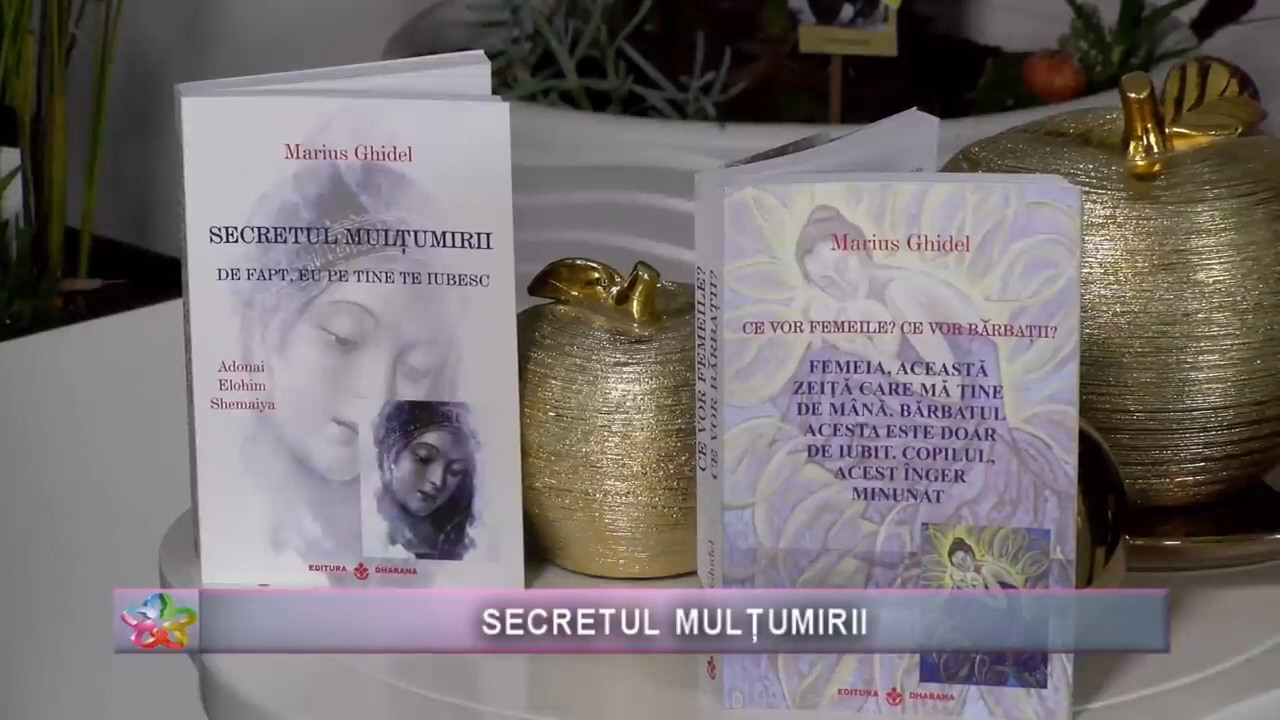 Marius Ghidel
SECRETUL MULȚUMIRII
DE FAPT, EU PE TINE TE IUBESC
Adonai
Elohim
Shemaiya
EDITURA DHARANA
CE VOR FEMEILE?
CE VOR BĂRBAȚII?
Ghidel
Marius Ghidel
CE VOR FEMEILE? CE VOR BĂRBAȚII?
FEMEIA, ACEASTĂ
ZEIȚĂ CARE MĂ ȚINE
DE MÂNĂ. BĂRBATUL
ACESTA ESTE DOAR
DE IUBIT. COPILUL,
ACEST ÎNGER
MINUNAT
EDITURA DHARANA
SECRETUL MULȚUMIRII